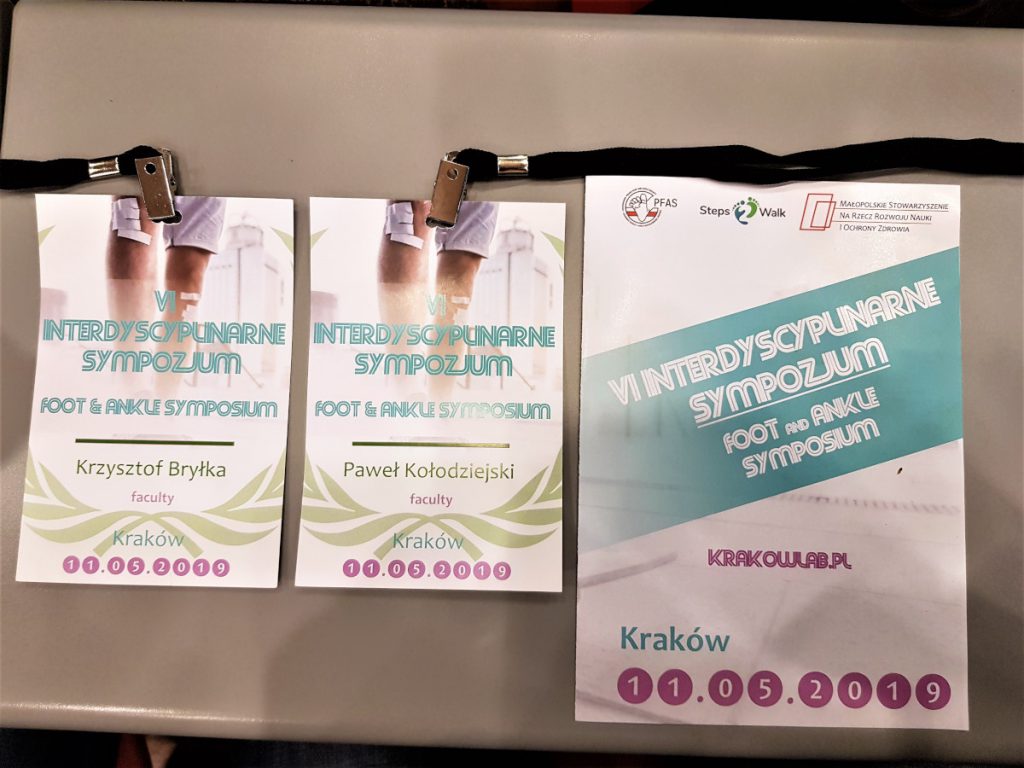 VI
INTERDYSCYPLINARNE
SYMPOZJUM
FOOT & ANKLE SYMPOSIUM
Krzysztof Bryłka
faculty
Kraków
11.05.2019
VI
INTERDYSCYPLINARNE
SYMPOZJUM
FOOT & ANKLE SYMPOSIUM
Paweł Kołodziejski
faculty
Kraków
11.05.2019
PFAS
Steps 2 Walk
MAŁOPOLSKIE STOWARZYSZENIE
NA RZECZ ROZWOJU NAUKI
I OCHRONY ZDROWIA
VI INTERDYSCYPLINARNE
SYMPOZJUM
FOOT AND ANKLE
SYMPOSIUM
KRAKOWLAB.PL
Kraków
11.05.2019